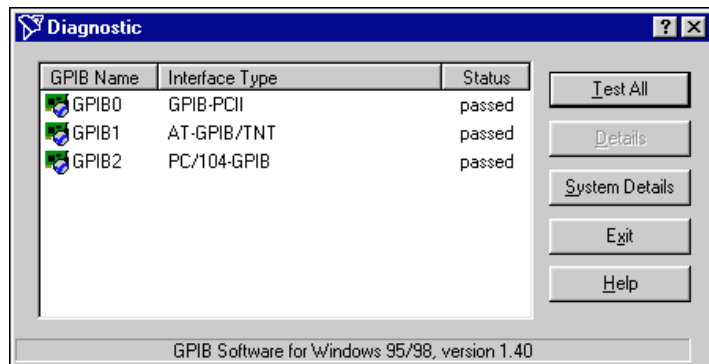 Diagnostic
GPIB Name Interface Type Status
GPIB0 GPIB-PCII passed
GPIB1 AT-GPIB/TNT passed
GPIB2 PC/104-GPIB passed
Test All
Details
System Details
Exit
Help
GPIB Software for Windows 95/98, version 1.40